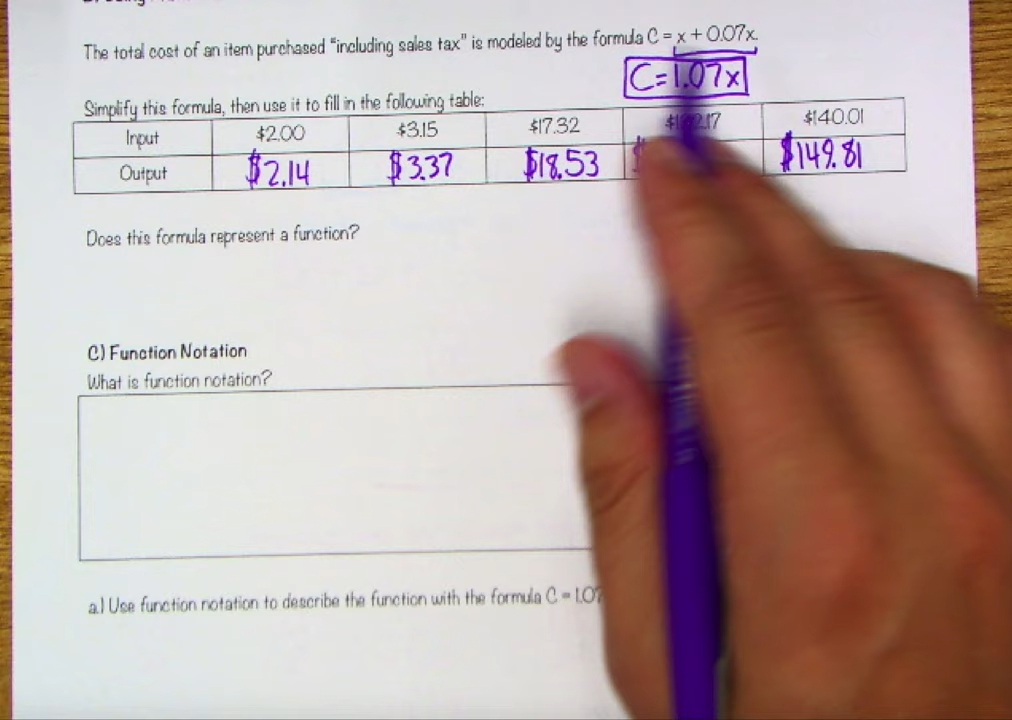 The total cost of an item purchased "including sales tax" is modeled by the formula C = x + 0.07x.
C=1.07x
Simplify this formula, then use it to fill in the following table:
Input $2.00 $3.15 $17.32 $140.01
Output $2.14 $3.37 $18.53 $149.81
Does this formula represent a function?
C) Function Notation
What is function notation?
a.) Use function notation to describe the function with the formula C =